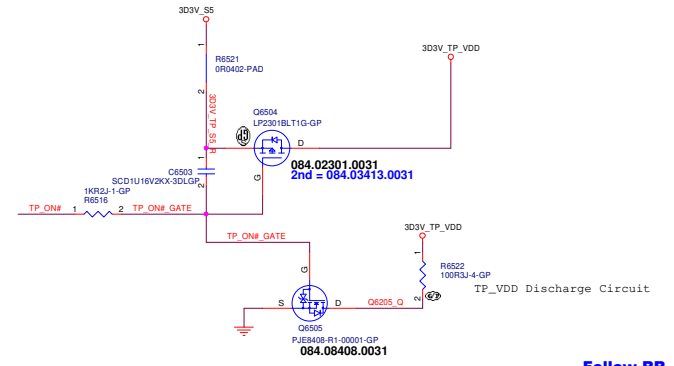 3D3V_S5
3D3V_TP_VDD
1
R6521
0R0402-PAD
2
3D3V_TP_S5_R
Q6504
LP2301BLT1G-GP
D
G
084.02301.0031
2nd = 084.03413.0031
1
C6503
SCD1U16V2KX-3DLGP
2
1KR2J-1-GP
R6516
TP_ON#
1
2
TP_ON#_GATE
TP_ON#_GATE
3D3V_TP_VDD
1
R6522
100R3J-4-GP
2
TP_VDD Discharge Circuit
G
S
D
Q6205_Q
Q6505
PJE8408-R1-00001-GP
084.08408.0031